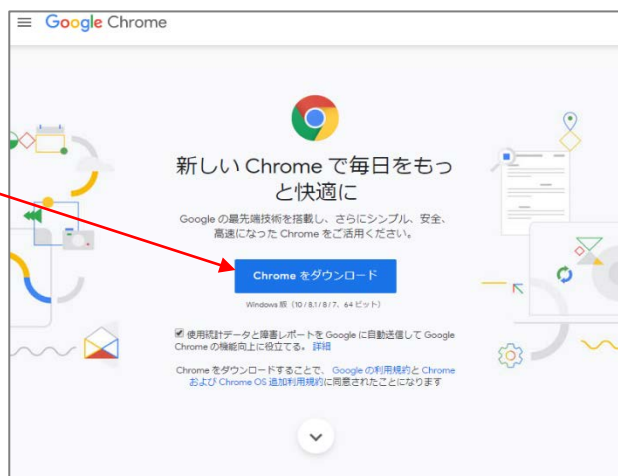 Google Chrome
新しい Chrome で毎日をもっ
と快適に
Google の最先端技術を搭載し、さらにシンプル、安全、
高速になった Chrome をご活用ください。
Chrome をダウンロード
Windows 版（10/8.1/8/7、64 ビット）
使用統計データと障害レポートを Google に自動送信して Google
Chrome の機能向上に役立てる。 詳細
Chrome をダウンロードすることで、 Google の利用規約と Chrome
および Chrome OS 追加利用規約に同意されたことになります